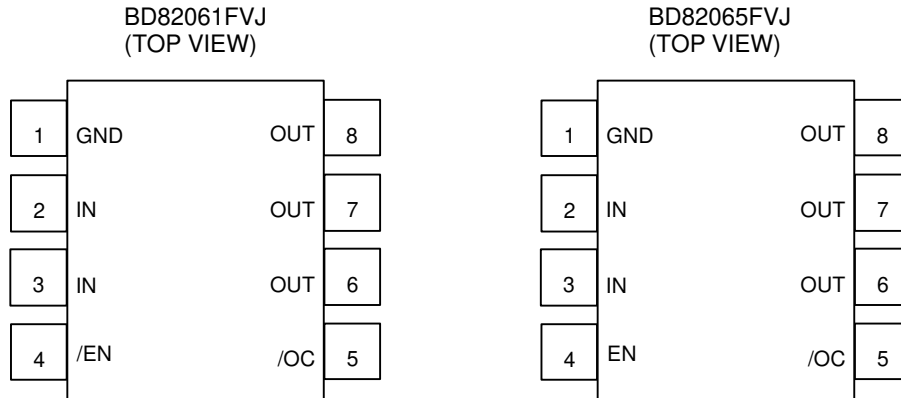 BD82061FVJ
(TOP VIEW)
1 GND OUT 8
2 IN OUT 7
3 IN OUT 6
4 /EN /OC 5
BD82065FVJ
(TOP VIEW)
1 GND OUT 8
2 IN OUT 7
3 IN OUT 6
4 EN /OC 5